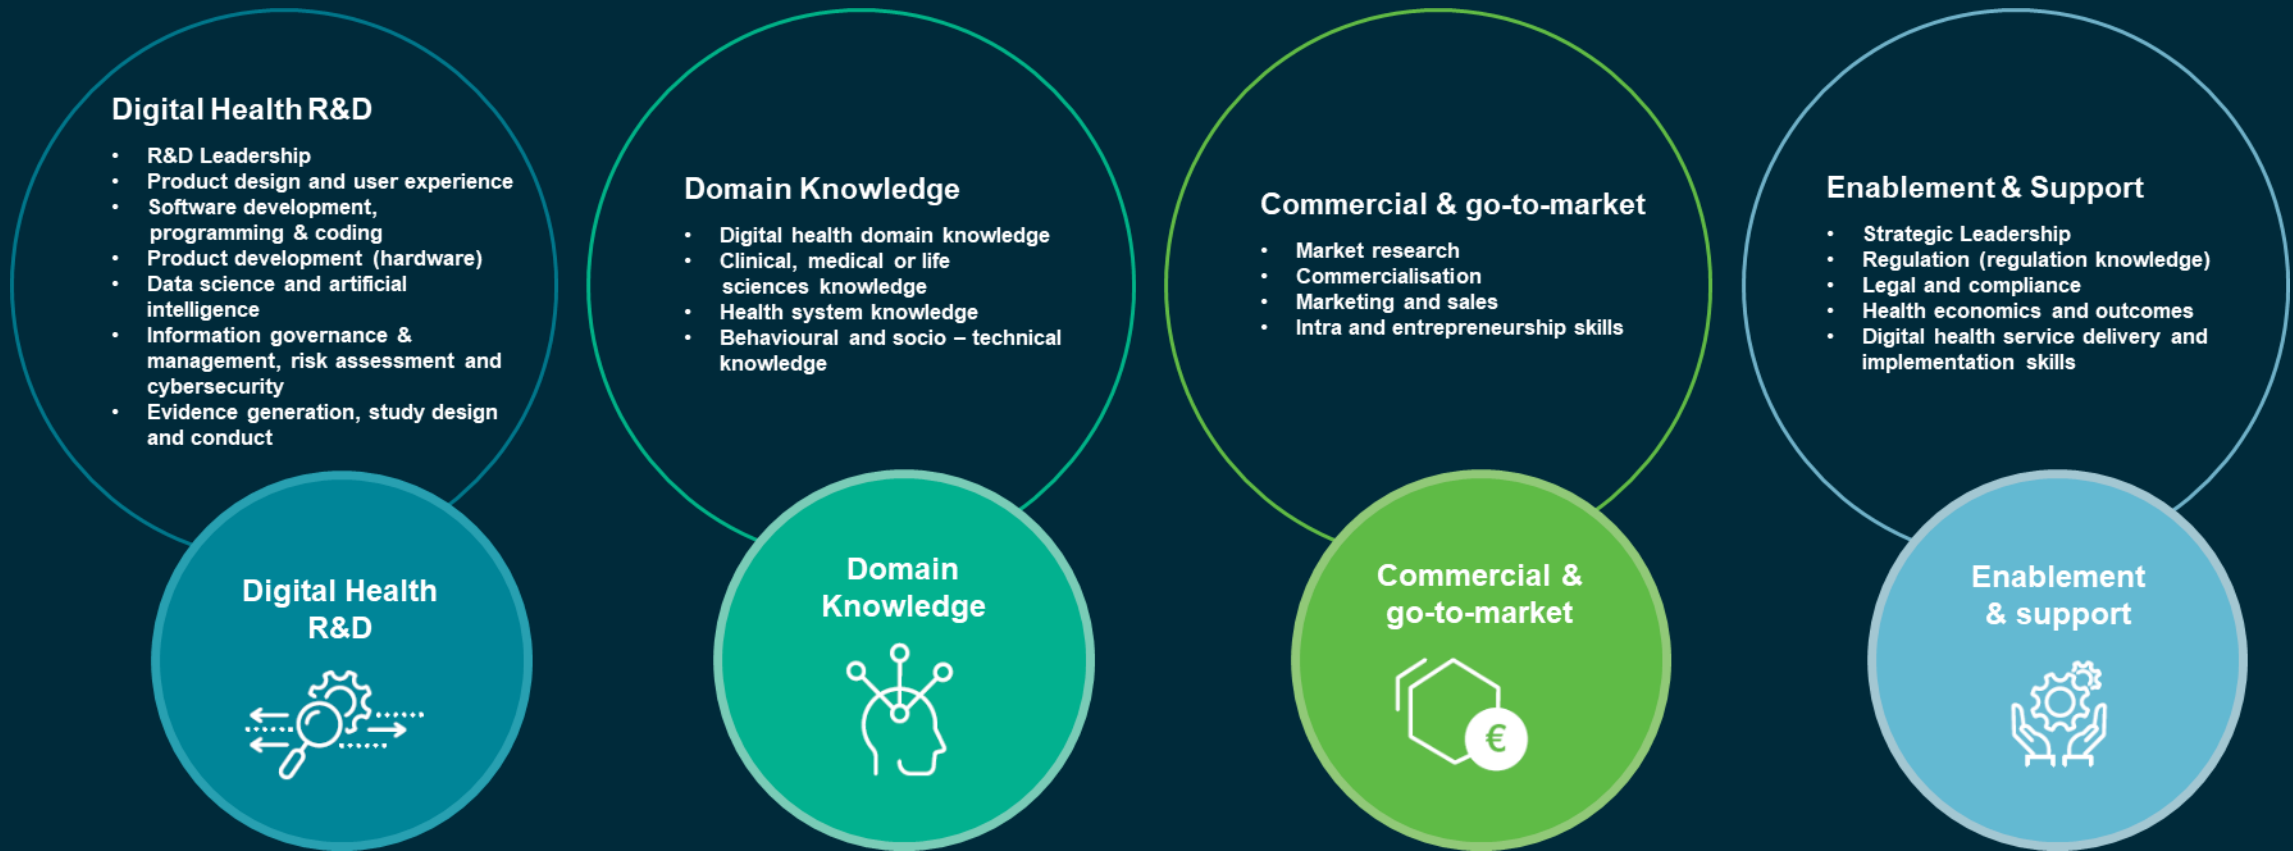 Digital Health R&D
• R&D Leadership
• Product design and user experience
• Software development,
programming & coding
• Product development (hardware)
• Data science and artificial
intelligence
• Information governance &
management, risk assessment and
cybersecurity
• Evidence generation, study design
and conduct
Digital Health
R&D
Domain Knowledge
• Digital health domain knowledge
• Clinical, medical or life
sciences knowledge
• Health system knowledge
• Behavioural and socio – technical
knowledge
Domain
Knowledge
Commercial & go-to-market
• Market research
• Commercialisation
• Marketing and sales
• Intra and entrepreneurship skills
Commercial &
go-to-market
€
Enablement & Support
• Strategic Leadership
• Regulation (regulation knowledge)
• Legal and compliance
• Health economics and outcomes
• Digital health service delivery and
implementation skills
Enablement
& support